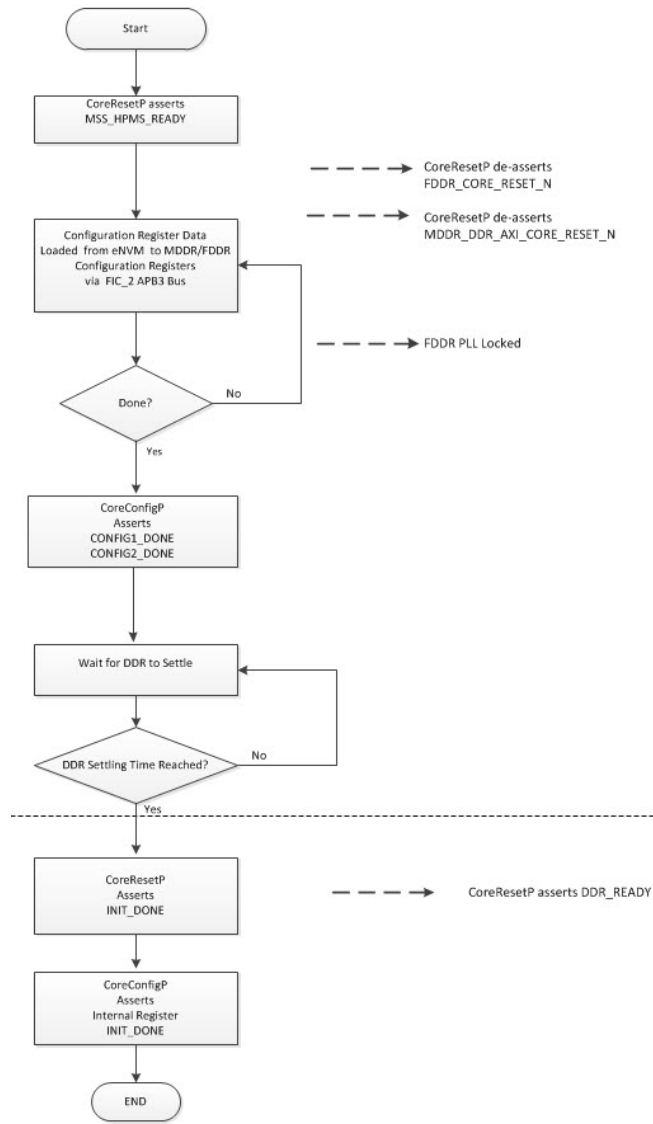 Start
CoreResetP asserts
MSS_HPMS_READY
CoreResetP de-asserts
FDDR_CORE_RESET_N
CoreResetP de-asserts
MDDR_DDR_AXI_CORE_RESET_N
Configuration Register Data
Loaded from eNVM to MDDR/FDDR
Configuration Registers
via FIC_2 APB3 Bus
FDDR PLL Locked
Done?
No
Yes
CoreConfigP
Asserts
CONFIG1_DONE
CONFIG2_DONE
Wait for DDR to Settle
DDR Settling Time Reached?
No
Yes
CoreResetP
Asserts
INIT_DONE
CoreResetP asserts DDR_READY
CoreConfigP
Asserts
Internal Register
INIT_DONE
END